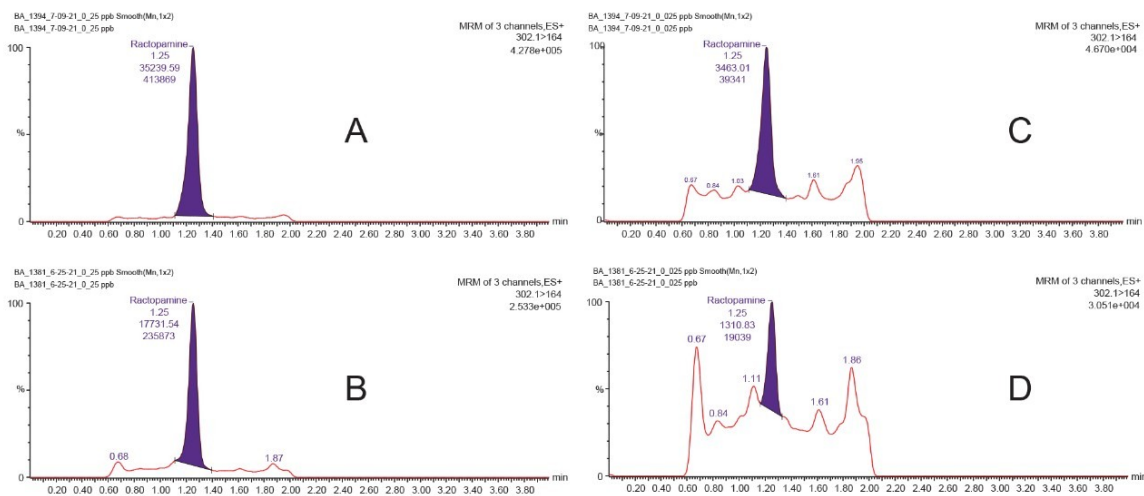 BA_1394_7-09-21_0_25 ppb Smooth(Mn,1x2)
BA_1394_7-09-21_0_25 ppb
MRM of 3 channels,ES+
302.1>164
4.278e+005
100
Ractopamine
1.25
35239.59
413869
%
A
0
min
0.20 0.40 0.60 0.80 1.00 1.20 1.40 1.60 1.80 2.00 2.20 2.40 2.60 2.80 3.00 3.20 3.40 3.60 3.80
BA_1394_7-09-21_0_025 ppb Smooth(Mn,1x2)
BA_1394_7-09-21_0_025 ppb
MRM of 3 channels,ES+
302.1>164
4.670e+004
100
Ractopamine
1.25
3463.01
39341
%
C
0.67 0.84 1.03 1.61 1.95
0
min
0.20 0.40 0.60 0.80 1.00 1.20 1.40 1.60 1.80 2.00 2.20 2.40 2.60 2.80 3.00 3.20 3.40 3.60 3.80
BA_1381_6-25-21_0_25 ppb Smooth(Mn,1x2)
BA_1381_6-25-21_0_25 ppb
MRM of 3 channels,ES+
302.1>164
2.533e+005
100
Ractopamine
1.25
17731.54
235873
%
B
0.68 1.87
0
min
0.20 0.40 0.60 0.80 1.00 1.20 1.40 1.60 1.80 2.00 2.20 2.40 2.60 2.80 3.00 3.20 3.40 3.60 3.80
BA_1381_6-25-21_0_025 ppb Smooth(Mn,1x2)
BA_1381_6-25-21_0_025 ppb
MRM of 3 channels,ES+
302.1>164
3.051e+004
100
Ractopamine
1.25
1310.83
19039
0.67
1.86
%
1.11
D
0.84 1.61
0
min
0.20 0.40 0.60 0.80 1.00 1.20 1.40 1.60 1.80 2.00 2.20 2.40 2.60 2.80 3.00 3.20 3.40 3.60 3.80